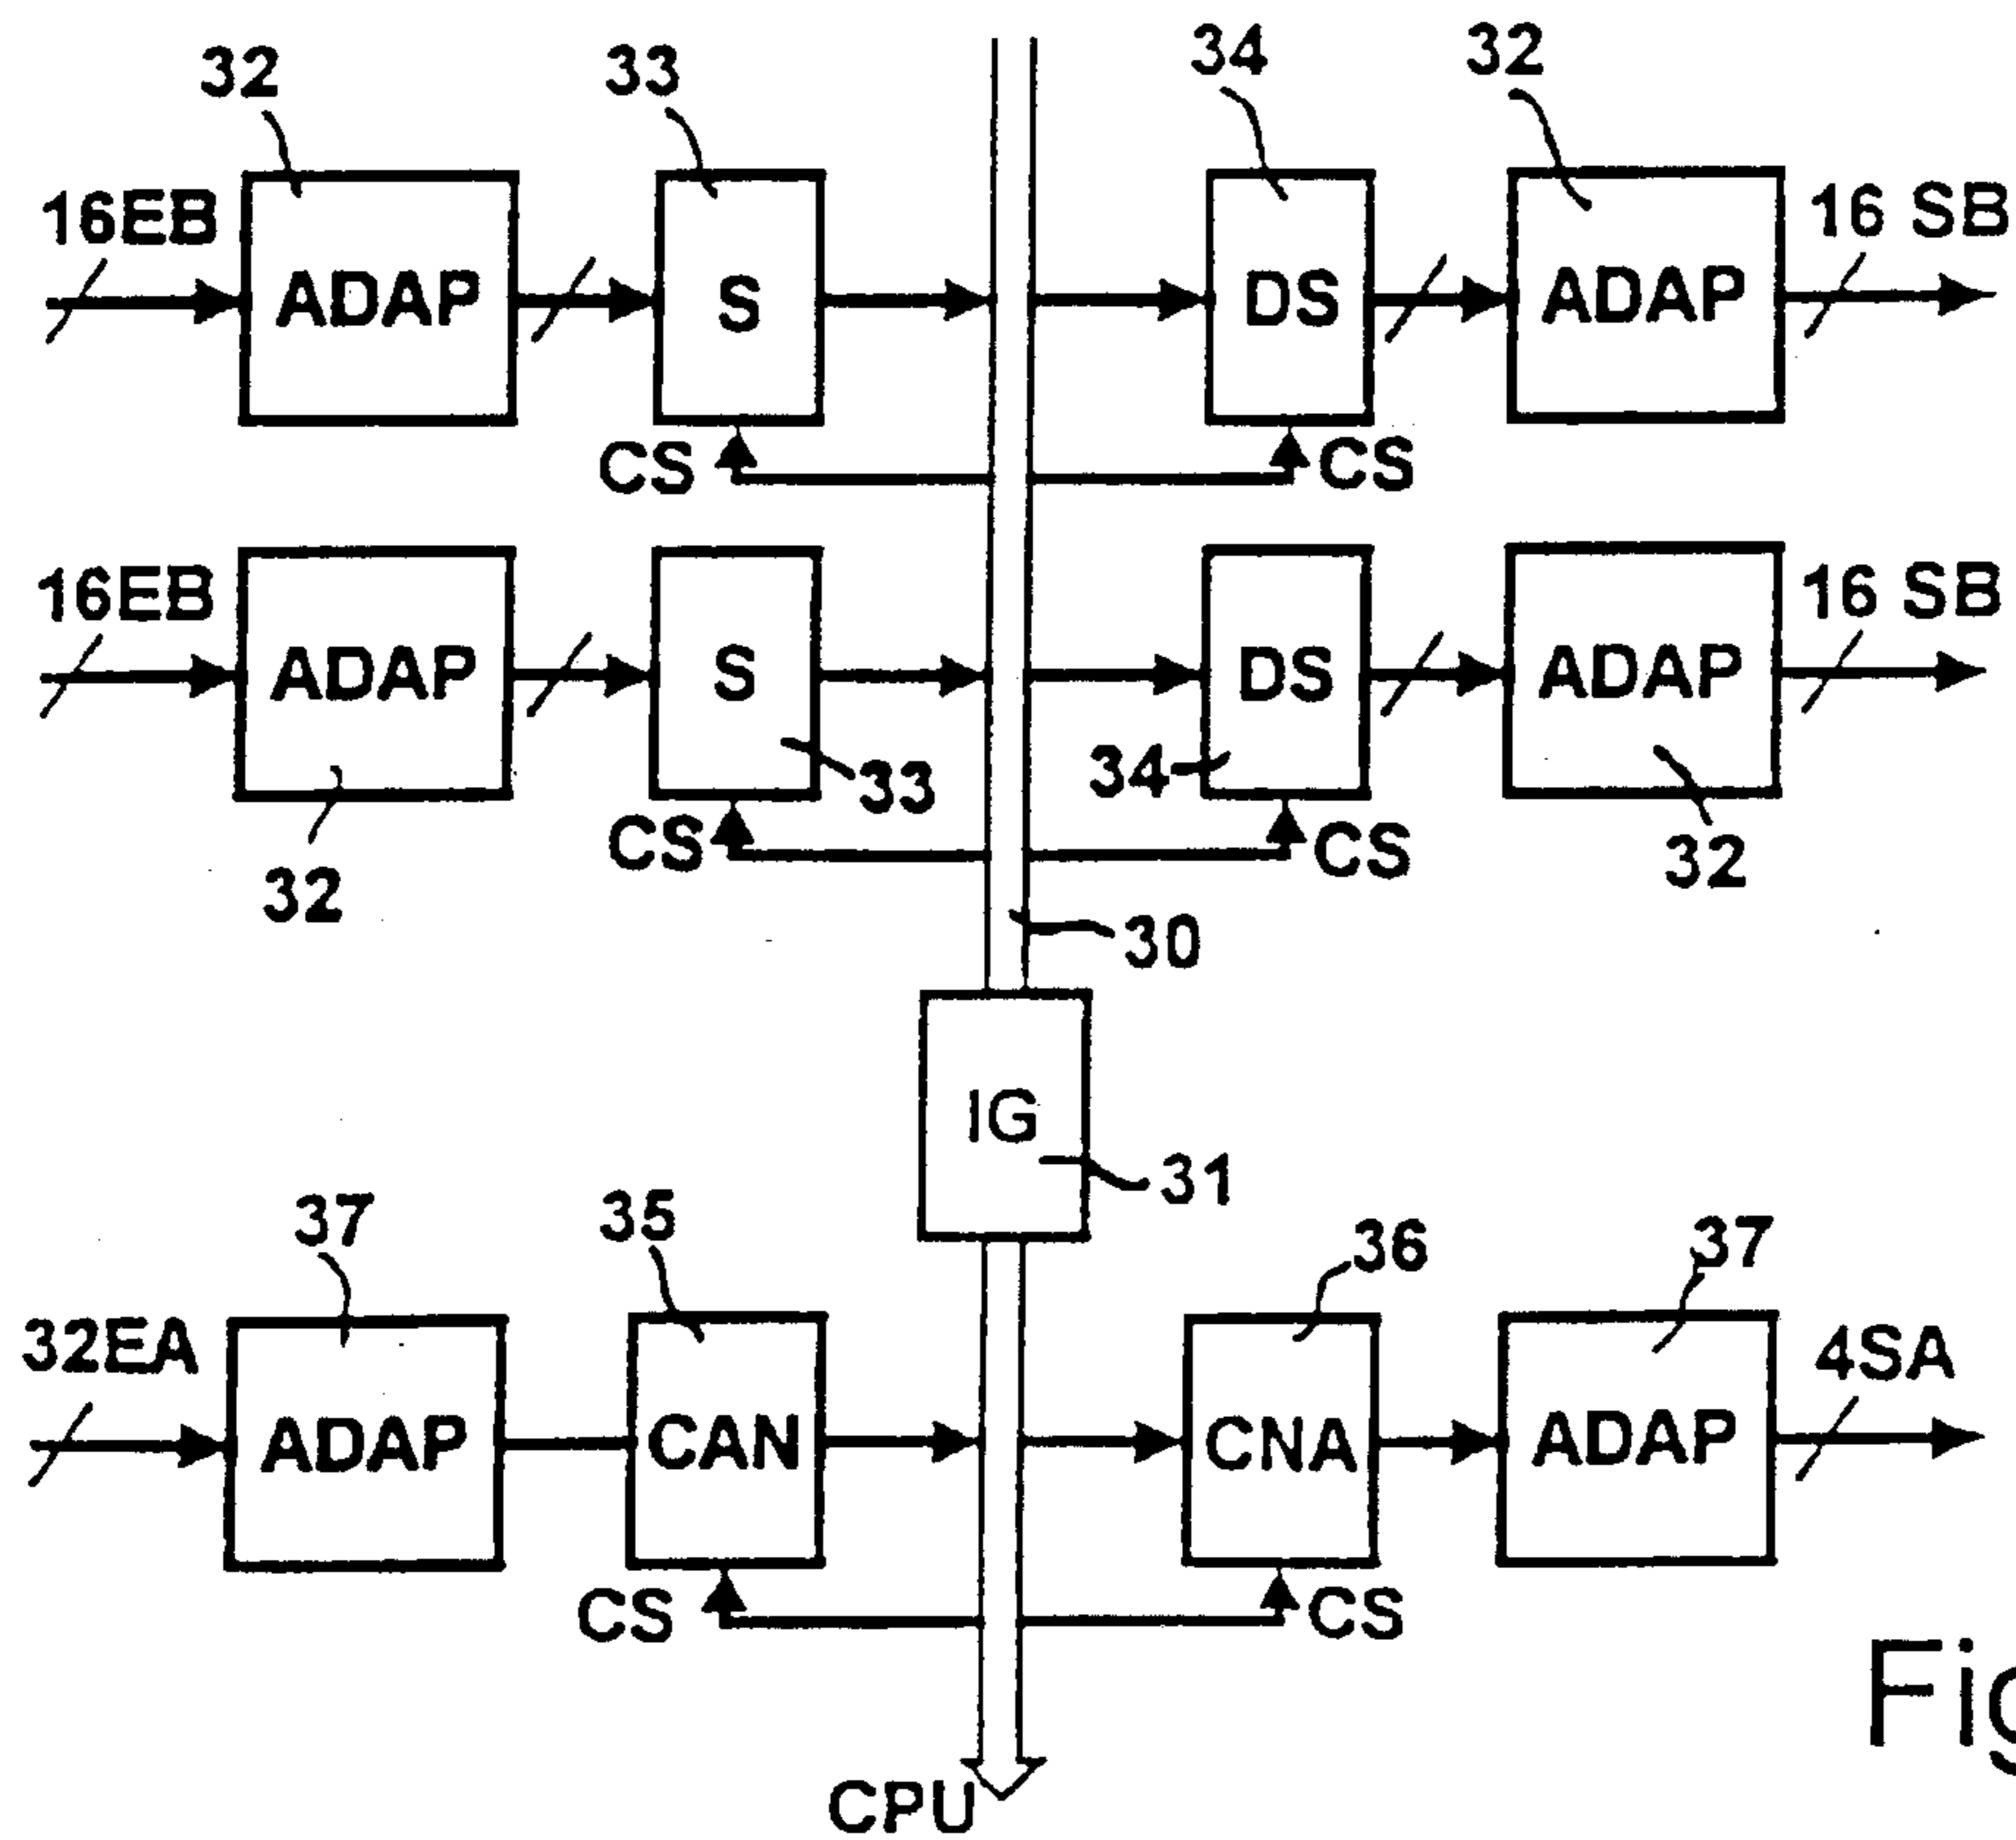 32 33 34 32
16EB 16 SB
ADAP S DS ADAP
CS CS
16EB 16 SB
ADAP S DS ADAP
33 34
CS CS
32 32
30
IG
31
37 35 36 37
32EA 4SA
ADAP CAN CNA ADAP
CS CS
CPU